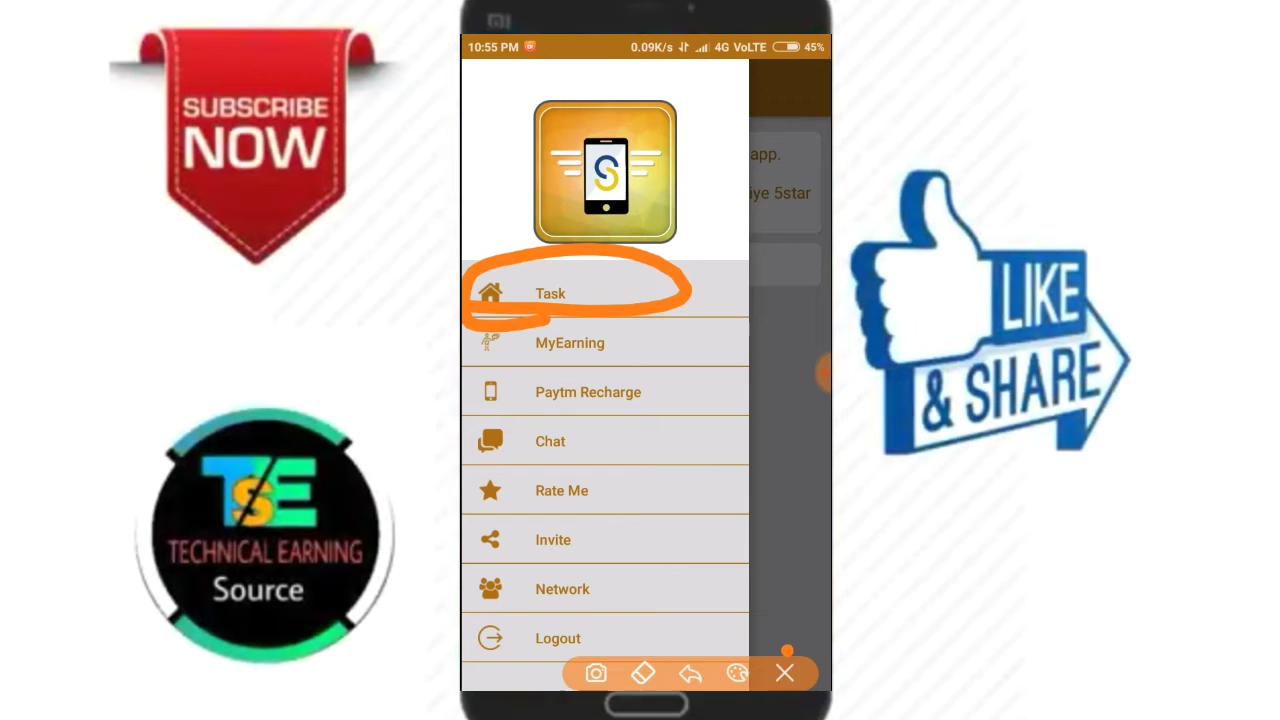 SUBSCRIBE
NOW
TSE
TECHNICAL EARNING
Source
mi
10:55 PM 0.09K/s 4G VoLTE 45%
app.
iye 5star
S
Task
MyEarning
Paytm Recharge
Chat
Rate Me
Invite
Network
Logout
LIKE
& SHARE